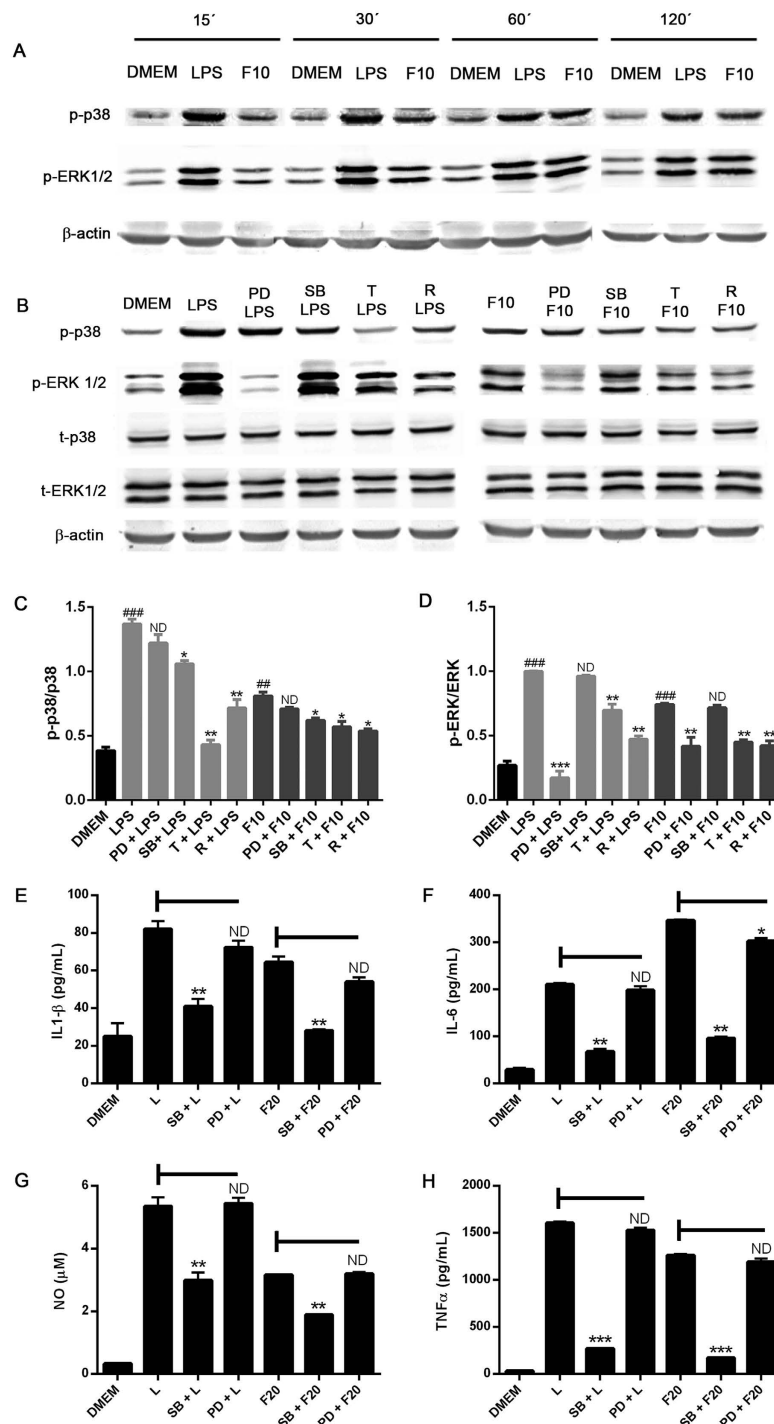 15´ 30´ 60´ 120´
A
DMEM LPS F10 DMEM LPS F10 DMEM LPS F10 DMEM LPS F10
p-p38
p-ERK1/2
β-actin
B
DMEM LPS PD LPS SB LPS T LPS R LPS F10 PD F10 SB F10 T F10 R F10
p-p38
p-ERK 1/2
t-p38
t-ERK1/2
β-actin
C
p-p38/p38
1.5
1.0
0.5
0.0
###
ND
*
**
**
##
ND
*
*
*
DMEM
LPS
PD + LPS
SB+ LPS
T + LPS
R + LPS
F10
PD + F10
SB + F10
T + F10
R + F10
D
p-ERK/ERK
1.5
1.0
0.5
0.0
###
***
ND
**
**
###
**
ND
**
**
DMEM
LPS
PD + LPS
SB+ LPS
T + LPS
R + LPS
F10
PD + F10
SB + F10
T + F10
R + F10
E
IL1-β (pg/mL)
100
80
60
40
20
0
**
ND
**
ND
DMEM
L
SB + L
PD + L
F20
SB + F20
PD + F20
F
IL-6 (pg/mL)
400
300
200
100
0
**
ND
**
*
DMEM
L
SB + L
PD + L
F20
SB + F20
PD + F20
G
NO (µM)
6
4
2
0
**
ND
**
ND
DMEM
L
SB + L
PD + L
F20
SB + F20
PD + F20
H
TNFα (pg/mL)
2000
1500
1000
500
0
***
ND
***
ND
DMEM
L
SB + L
PD + L
F20
SB + F20
PD + F20